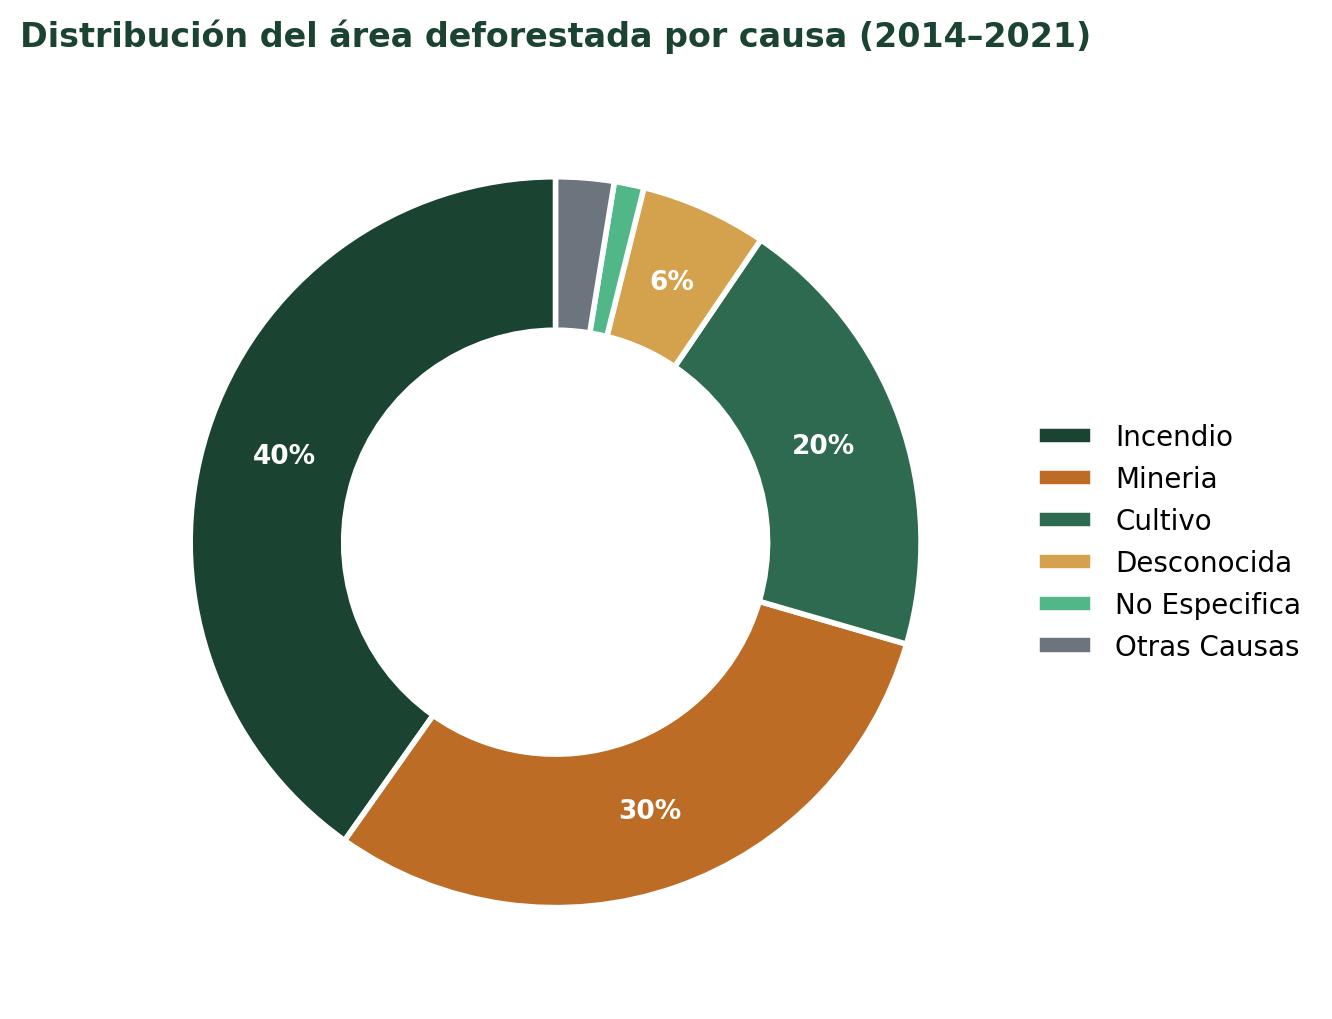 Distribución del área deforestada por causa (2014–2021)
6%
20%
40%
30%
Incendio
Mineria
Cultivo
Desconocida
No Especifica
Otras Causas